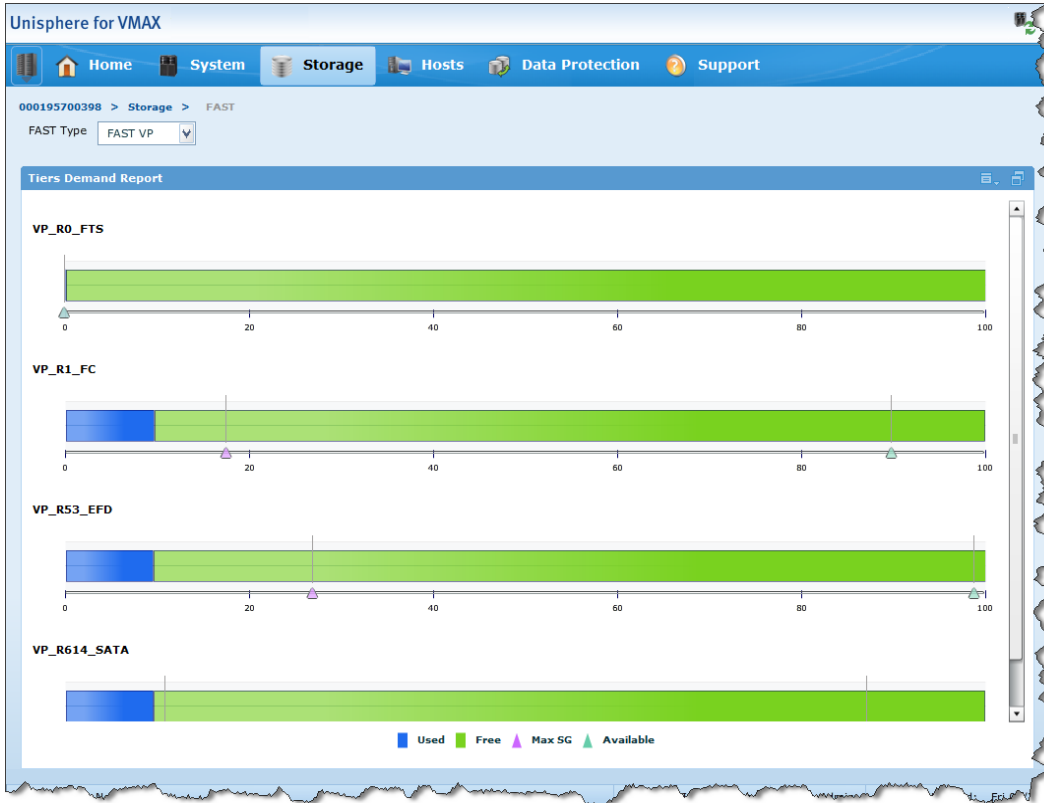 Unisphere for VMAX
Home System Storage Hosts Data Protection Support
000195700398 > Storage > FAST
FAST Type FAST VP
Tiers Demand Report
VP_R0_FTS
0 20 40 60 80 100
VP_R1_FC
0 20 40 60 80 100
VP_R53_EFD
0 20 40 60 80 100
VP_R614_SATA
Used Free Max SG Available